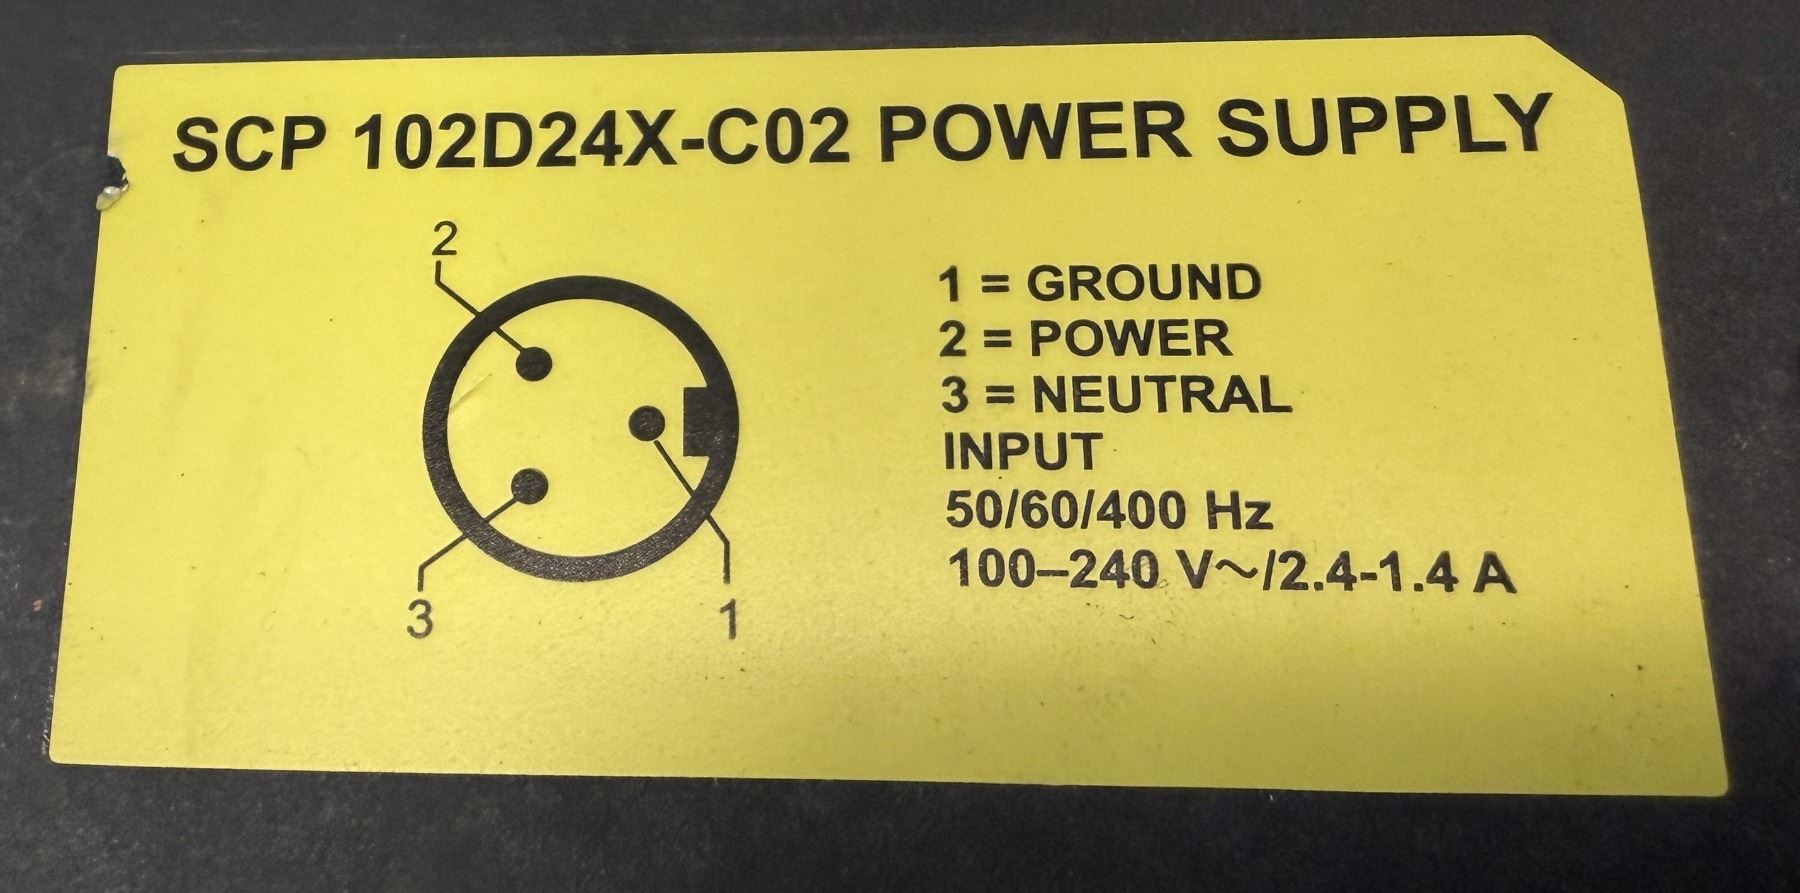 SCP 102D24X-C02 POWER SUPPLY
2
3
1
1 = GROUND
2 = POWER
3 = NEUTRAL
INPUT
50/60/400 Hz
100–240 V~/2.4-1.4 A